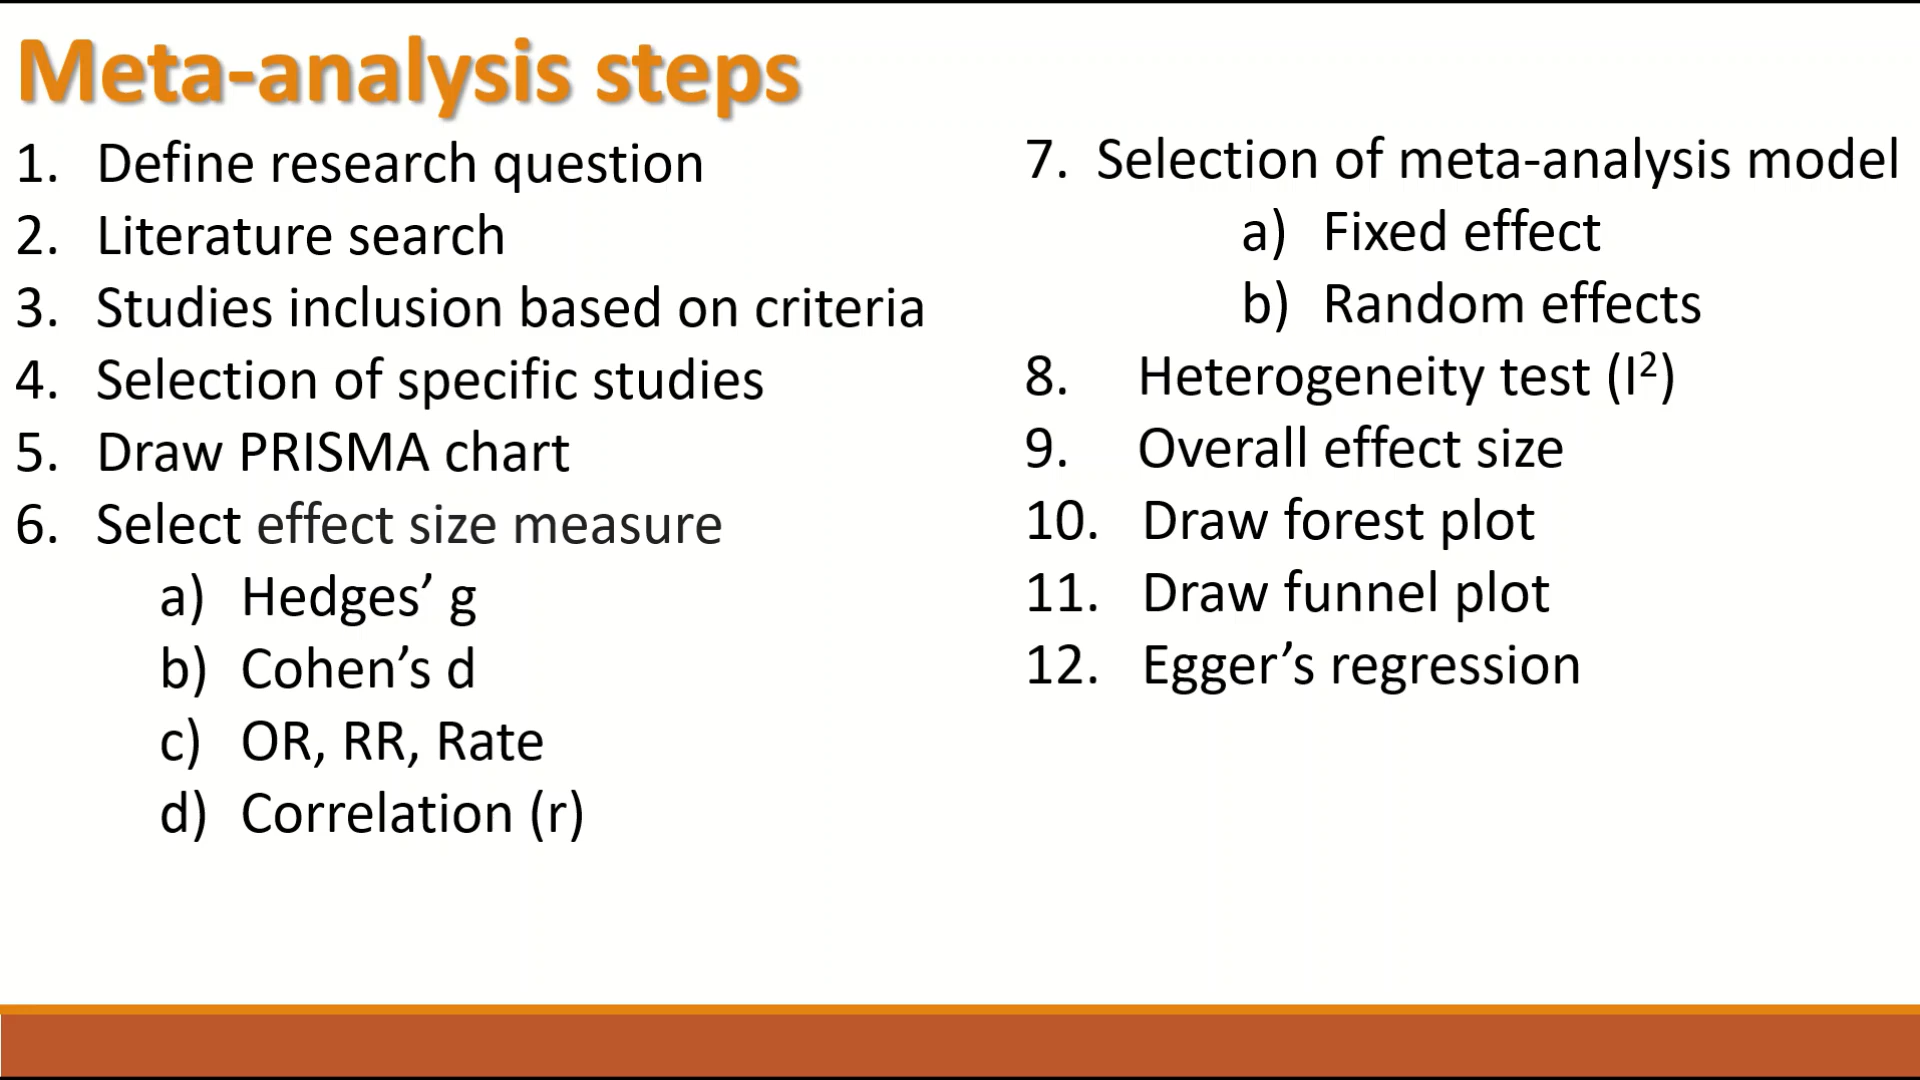 Meta-analysis steps
1. Define research question
2. Literature search
3. Studies inclusion based on criteria
4. Selection of specific studies
5. Draw PRISMA chart
6. Select effect size measure
a) Hedges’ g
b) Cohen’s d
c) OR, RR, Rate
d) Correlation (r)
7. Selection of meta-analysis model
a) Fixed effect
b) Random effects
8. Heterogeneity test (I²)
9. Overall effect size
10. Draw forest plot
11. Draw funnel plot
12. Egger’s regression